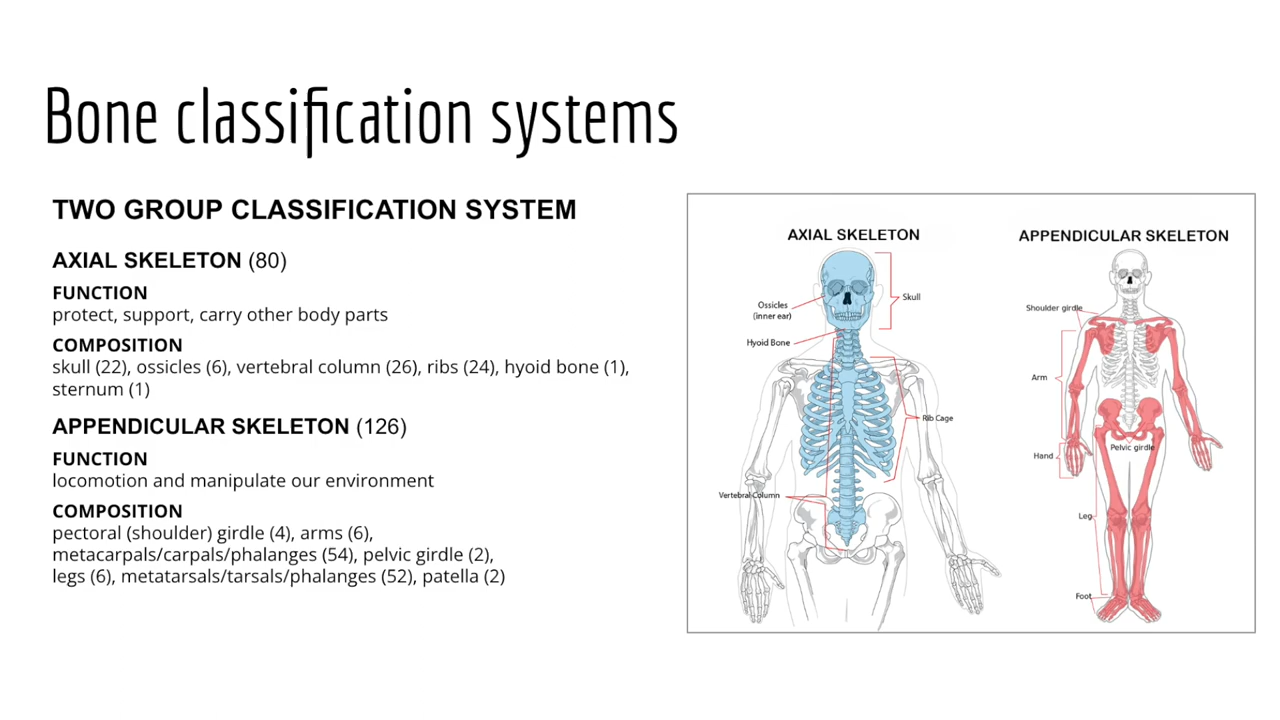 Bone classification systems
TWO GROUP CLASSIFICATION SYSTEM
AXIAL SKELETON (80)
FUNCTION
protect, support, carry other body parts
COMPOSITION
skull (22), ossicles (6), vertebral column (26), ribs (24), hyoid bone (1),
sternum (1)
APPENDICULAR SKELETON (126)
FUNCTION
locomotion and manipulate our environment
COMPOSITION
pectoral (shoulder) girdle (4), arms (6),
metacarpals/carpals/phalanges (54), pelvic girdle (2),
legs (6), metatarsals/tarsals/phalanges (52), patella (2)
AXIAL SKELETON
Skull
Ossicles
(inner ear)
Hyoid Bone
Rib Cage
Vertebral Column
APPENDICULAR SKELETON
Shoulder girdle
Arm
Pelvic girdle
Hand
Leg
Foot